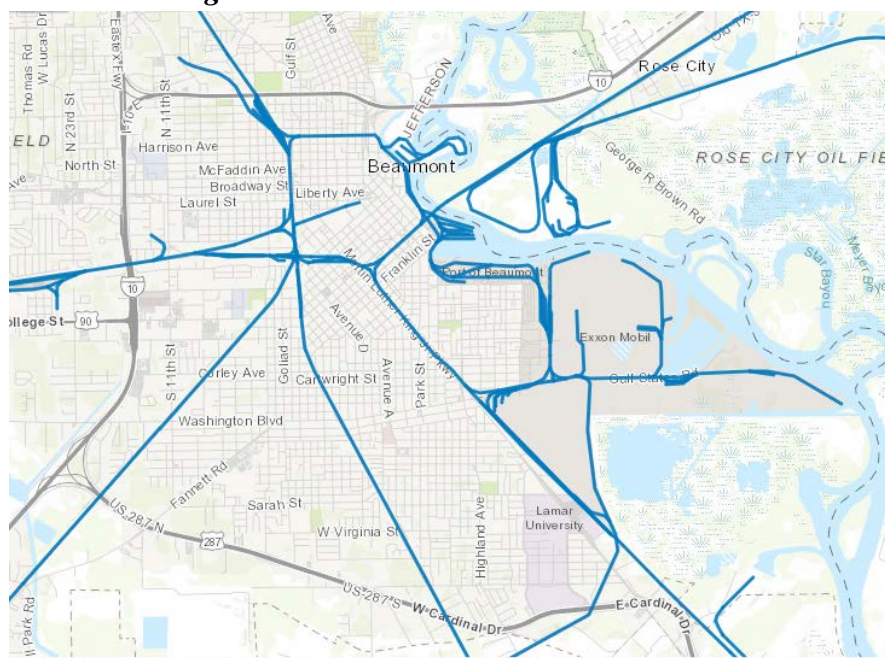 Thomas Rd
W Lucas Dr
Eastex Fwy
Gulf St
N 11th St
N 23rd St
I-10-E
JEFFERSON
10
Rose City
Harrison Ave
North St
McFaddin Ave
Broadway St
Laurel St
Liberty Ave
Beaumont
George R Brown Rd
ROSE CITY OIL FIE
ELD
Ave
Franklin St
Martin Luther King Jr Pkwy
Port of Beaumont
Star Bayou
10
90
ollege St
Avenue D
Exxon Mobil
S 11th St
Corley Ave
Goliad St
Cartwright St
Avenue A
Park St
Gulf States Rd
Washington Blvd
Fannett Rd
Sarah St
US-287 N
287
W Virginia St
Highland Ave
Lamar
University
US-287 S
W Cardinal Dr
E Cardinal Dr
ll Park Rd